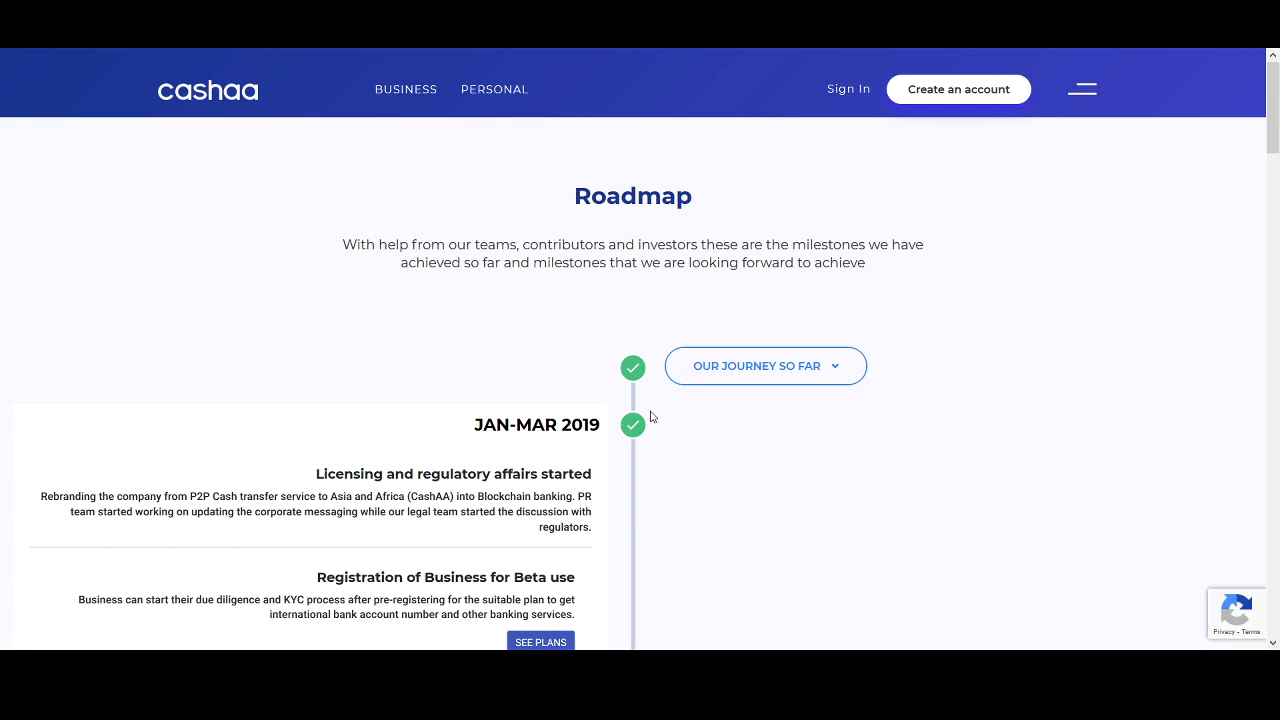 cashaa
BUSINESS
PERSONAL
Sign In
Create an account
Roadmap
With help from our teams, contributors and investors these are the milestones we have
achieved so far and milestones that we are looking forward to achieve
OUR JOURNEY SO FAR
JAN-MAR 2019
Licensing and regulatory affairs started
Rebranding the company from P2P Cash transfer service to Asia and Africa (CashAA) into Blockchain banking. PR
team started working on updating the corporate messaging while our legal team started the discussion with
regulators.
Registration of Business for Beta use
Business can start their due diligence and KYC process after pre-registering for the suitable plan to get
international bank account number and other banking services.
SEE PLANS
Privacy - Terms